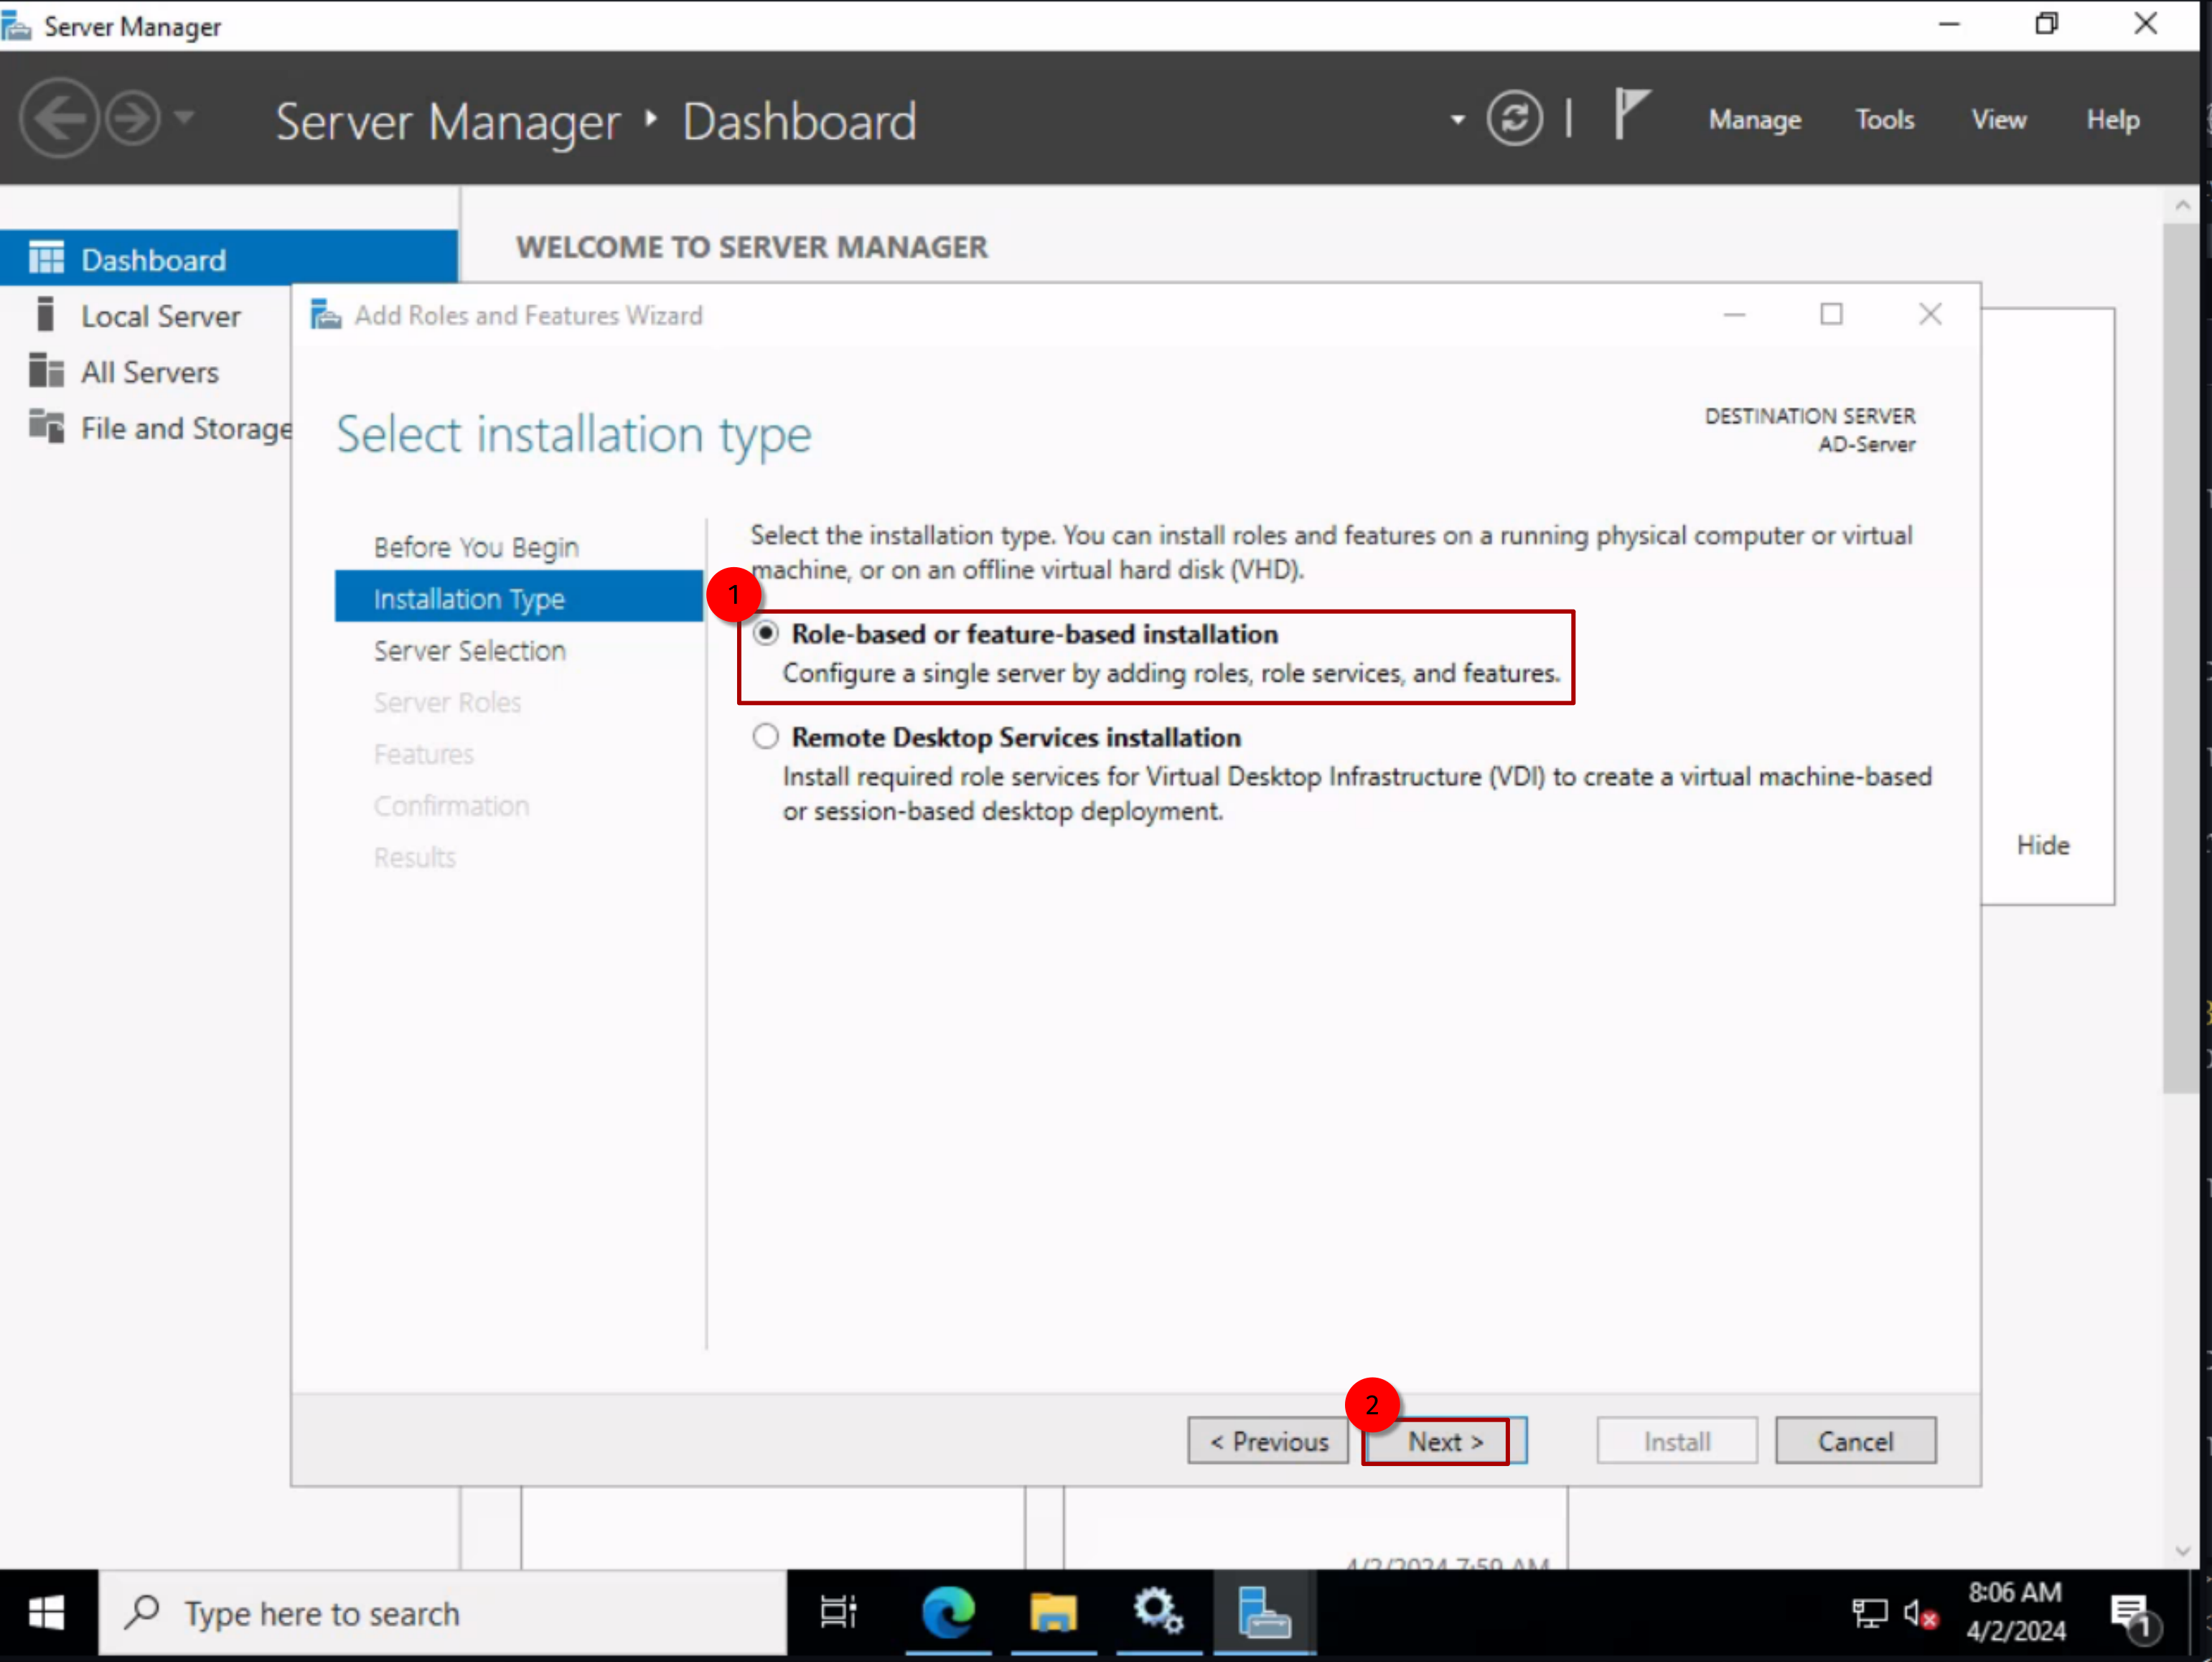 Server Manager
Server Manager • Dashboard
Manage Tools View Help
Dashboard
Local Server
All Servers
File and Storage
WELCOME TO SERVER MANAGER
Add Roles and Features Wizard
Select installation type
DESTINATION SERVER
AD-Server
Before You Begin
Installation Type
Server Selection
Server Roles
Features
Confirmation
Results
Select the installation type. You can install roles and features on a running physical computer or virtual
machine, or on an offline virtual hard disk (VHD).
1
Role-based or feature-based installation
Configure a single server by adding roles, role services, and features.
Remote Desktop Services installation
Install required role services for Virtual Desktop Infrastructure (VDI) to create a virtual machine-based
or session-based desktop deployment.
Hide
2
< Previous Next > Install Cancel
4/2/2024 7:59 AM
Type here to search
8:06 AM
4/2/2024
1